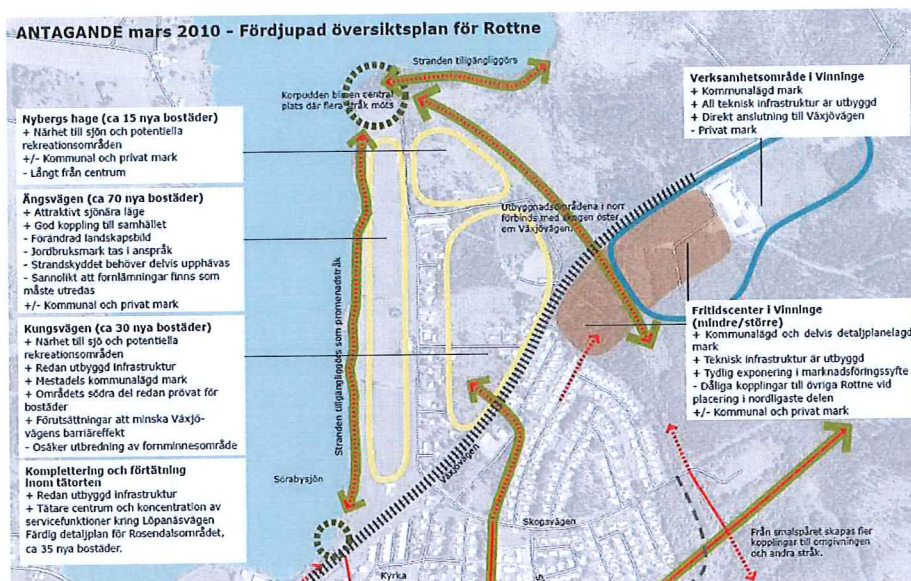 ANTAGANDE mars 2010 - Fördjupad översiktsplan för Rottne
Stranden tillgängliggörs
Korpudden blir en central
plats där flera stråk möts
Nybergs hage (ca 15 nya bostäder)
+ Närhet till sjön och potentiella
rekreationsområden
+/- Kommunal och privat mark
- Långt från centrum
Ängsvägen (ca 70 nya bostäder)
+ Attraktivt sjönära läge
+ God koppling till samhället
- Förändrad landskapsbild
- Jordbruksmark tas i anspråk
- Strandskyddet behöver delvis upphävas
- Sannolikt att fornlämningar finns som
måste utredas
+/- Kommunal och privat mark
Kungsvägen (ca 30 nya bostäder)
+ Närhet till sjö och potentiella
rekreationsområden
+ Redan utbyggd infrastruktur
+ Mestadels kommunalägd mark
+ Områdets södra del redan prövat för
bostäder
+ Förutsättningar att minska Växjö-
vägens barriäreffekt
- Osäker utbredning av fornminnesområde
Komplettering och förtätning
inom tätorten
+ Redan utbyggd infrastruktur
+ Tätare centrum och koncentration av
servicefunktioner kring Löpanäsvägen
Färdig detaljplan för Rosendalsområdet,
ca 35 nya bostäder.
Verksamhetsområde i Vinninge
+ Kommunalägd mark
+ All teknisk infrastruktur är utbyggd
+ Direkt anslutning till Växjövägen
- Privat mark
Utbyggnadsområdena i norr
förbinds med skogen öster
om Växjövägen.
Fritidscenter i Vinninge
(mindre/större)
+ Kommunalägd och delvis detaljplanelagd
mark
+ Teknisk infrastruktur är utbyggd
+ Tydlig exponering i marknadsföringssyfte
- Dåliga kopplingar till övriga Rottne vid
placering i nordligaste delen
+/- Kommunal och privat mark
Stranden tillgängliggörs som promenadstråk
Växjövägen
Sörabysjön
Skogsvägen
Kyrka
Från smalspåret skapas fler
kopplingar till omgivningen
och andra stråk.